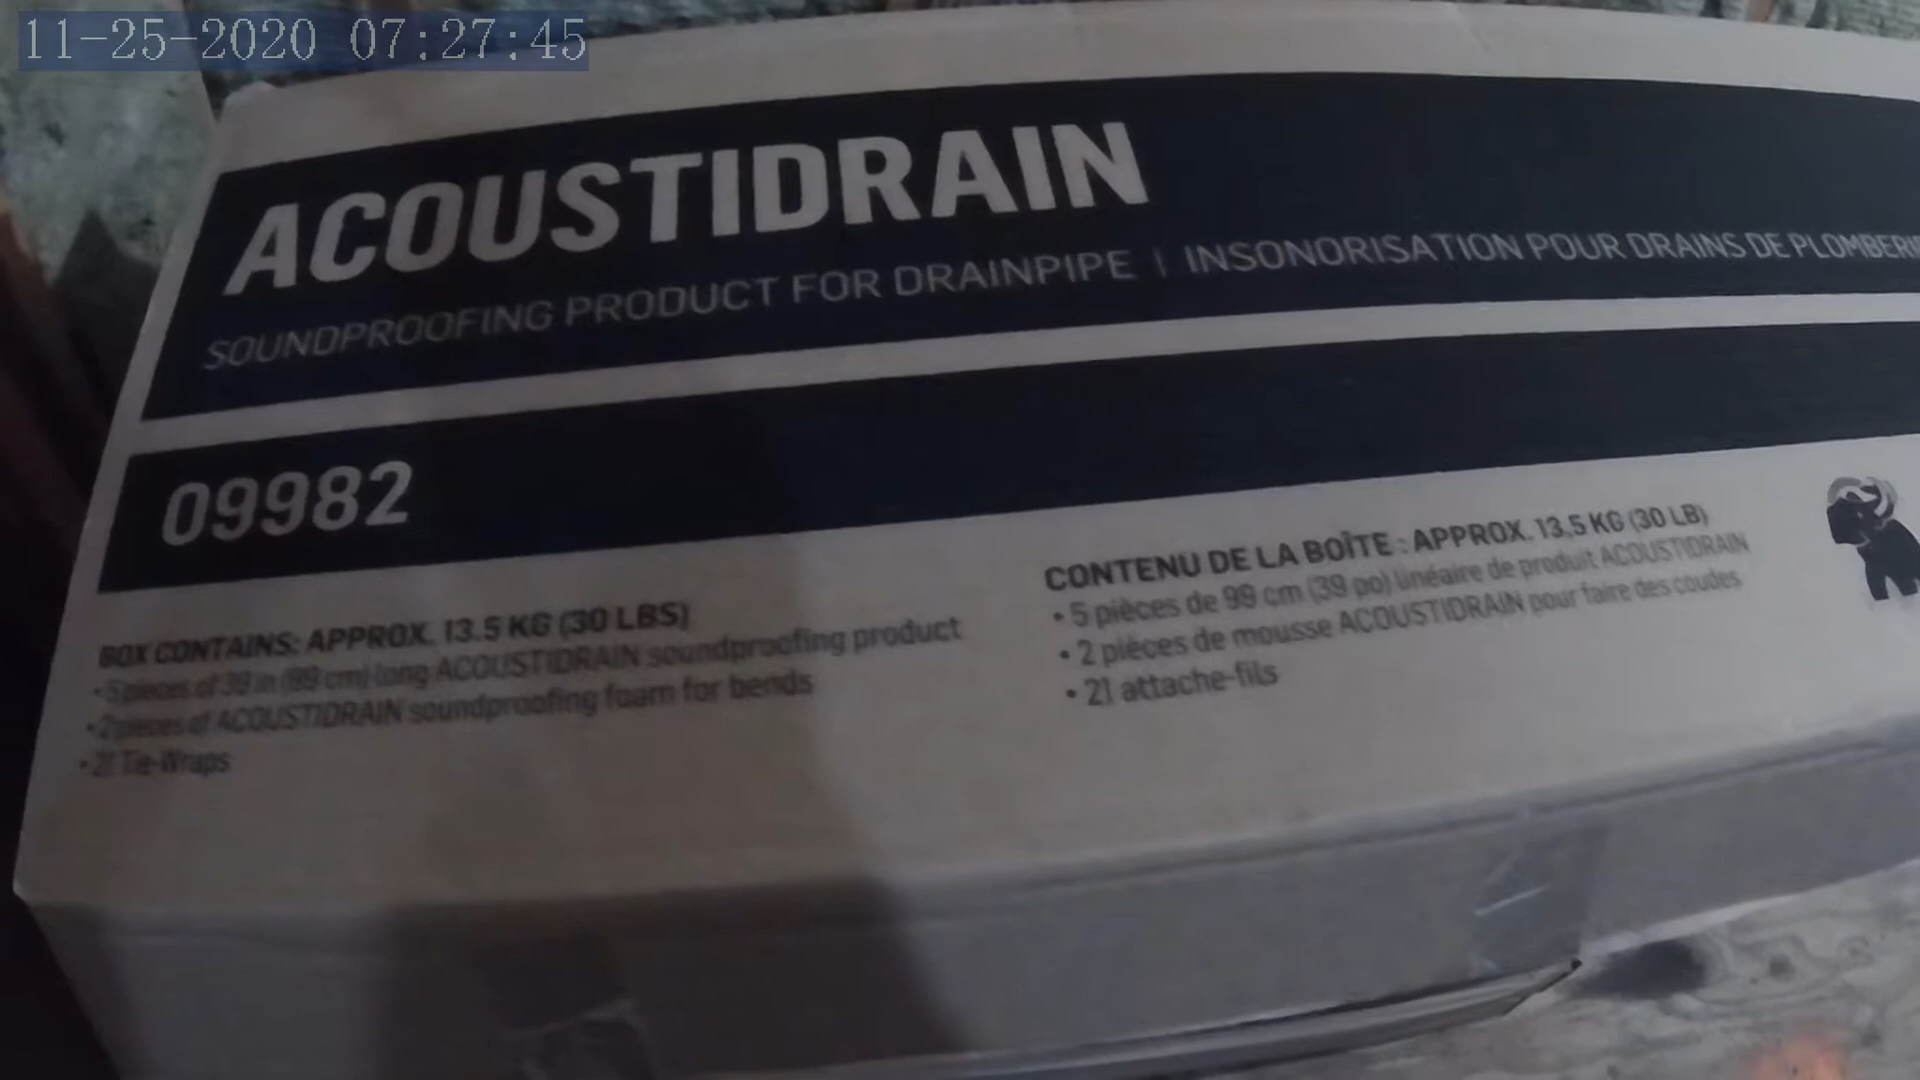 11-25-2020 07:27:45
ACOUSTIDRAIN
SOUNDPROOFING PRODUCT FOR DRAINPIPE | INSONORISATION POUR DRAINS DE PLOMBERIE
09982
BOX CONTAINS: APPROX. 13.5 KG (30 LBS)
• 5 pieces of 39 in (99 cm) long ACOUSTIDRAIN soundproofing product
• 2 pieces of ACOUSTIDRAIN soundproofing foam for bends
• 21 Tie-Wraps
CONTENU DE LA BOÎTE : APPROX. 13,5 KG (30 LB)
• 5 pièces de 99 cm (39 po) linéaire de produit ACOUSTIDRAIN
• 2 pièces de mousse ACOUSTIDRAIN pour faire des coudes
• 21 attache-fils